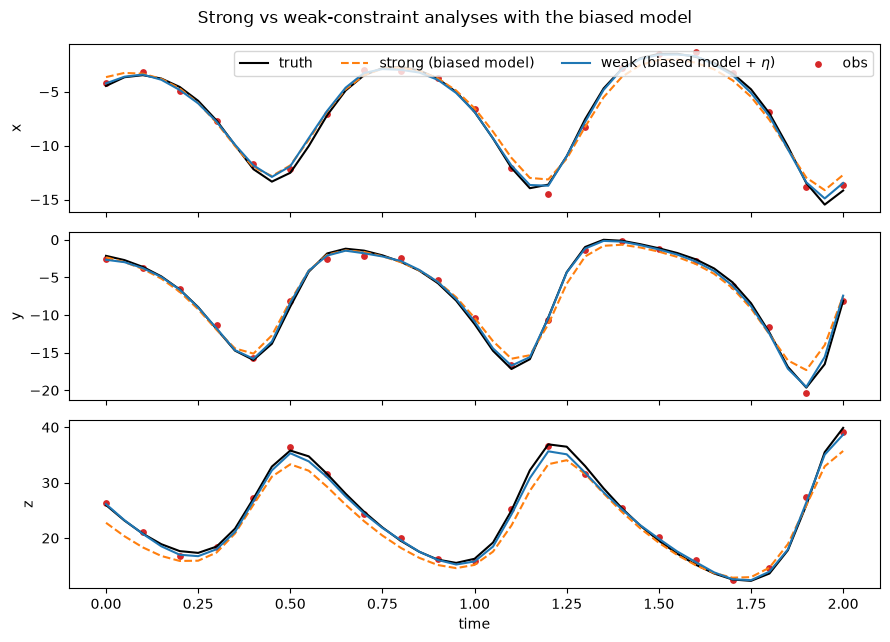 Strong vs weak-constraint analyses with the biased model
truth strong (biased model) weak (biased model + η) obs
−5
−10
−15
x
0
−5
−10
−15
−20
y
40
30
20
z
0.00 0.25 0.50 0.75 1.00 1.25 1.50 1.75 2.00
time